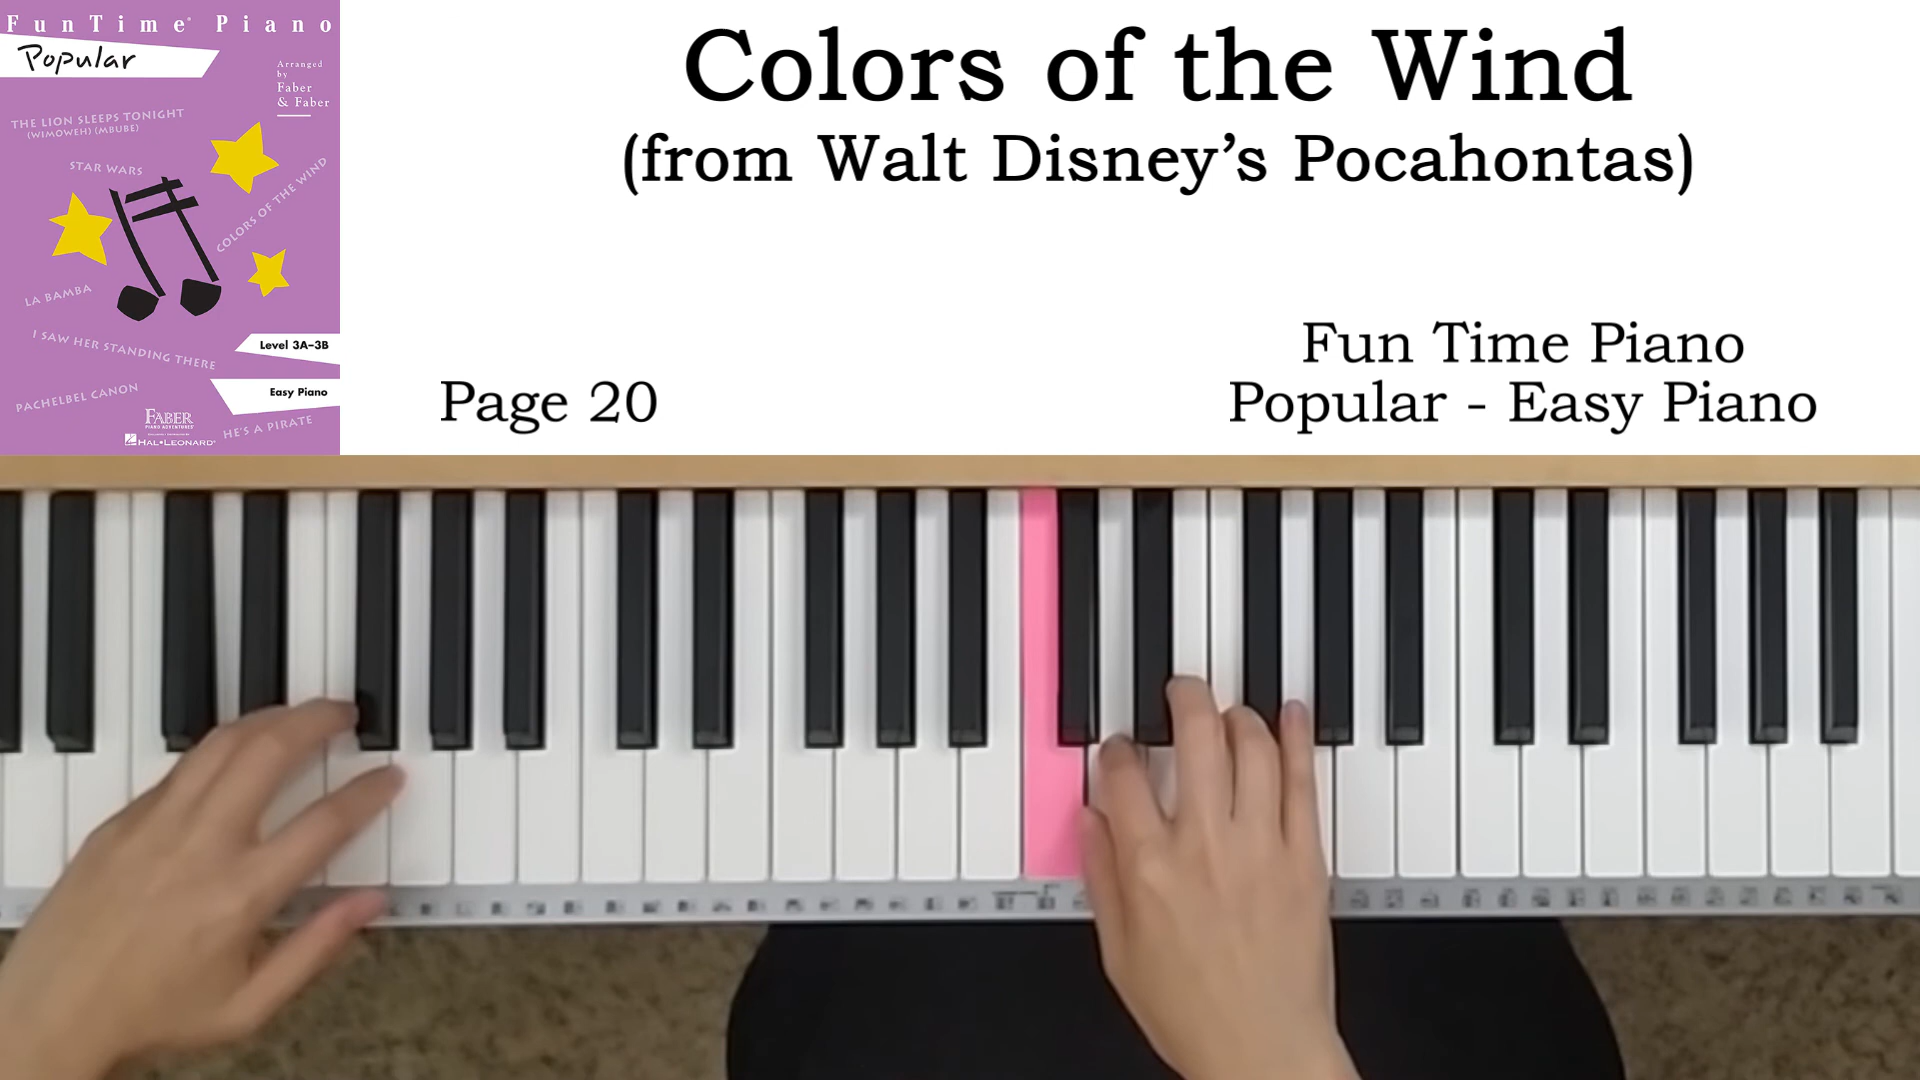 FunTime® Piano
Popular
Arranged
by
Faber
& Faber
THE LION SLEEPS TONIGHT
(WIMOWEH) (MBUBE)
STAR WARS
COLORS OF THE WIND
LA BAMBA
I SAW HER STANDING THERE
Level 3A–3B
PACHELBEL CANON
Easy Piano
FABER
PIANO ADVENTURES®
HAL•LEONARD®
HE'S A PIRATE
Colors of the Wind
(from Walt Disney’s Pocahontas)
Page 20
Fun Time Piano
Popular - Easy Piano